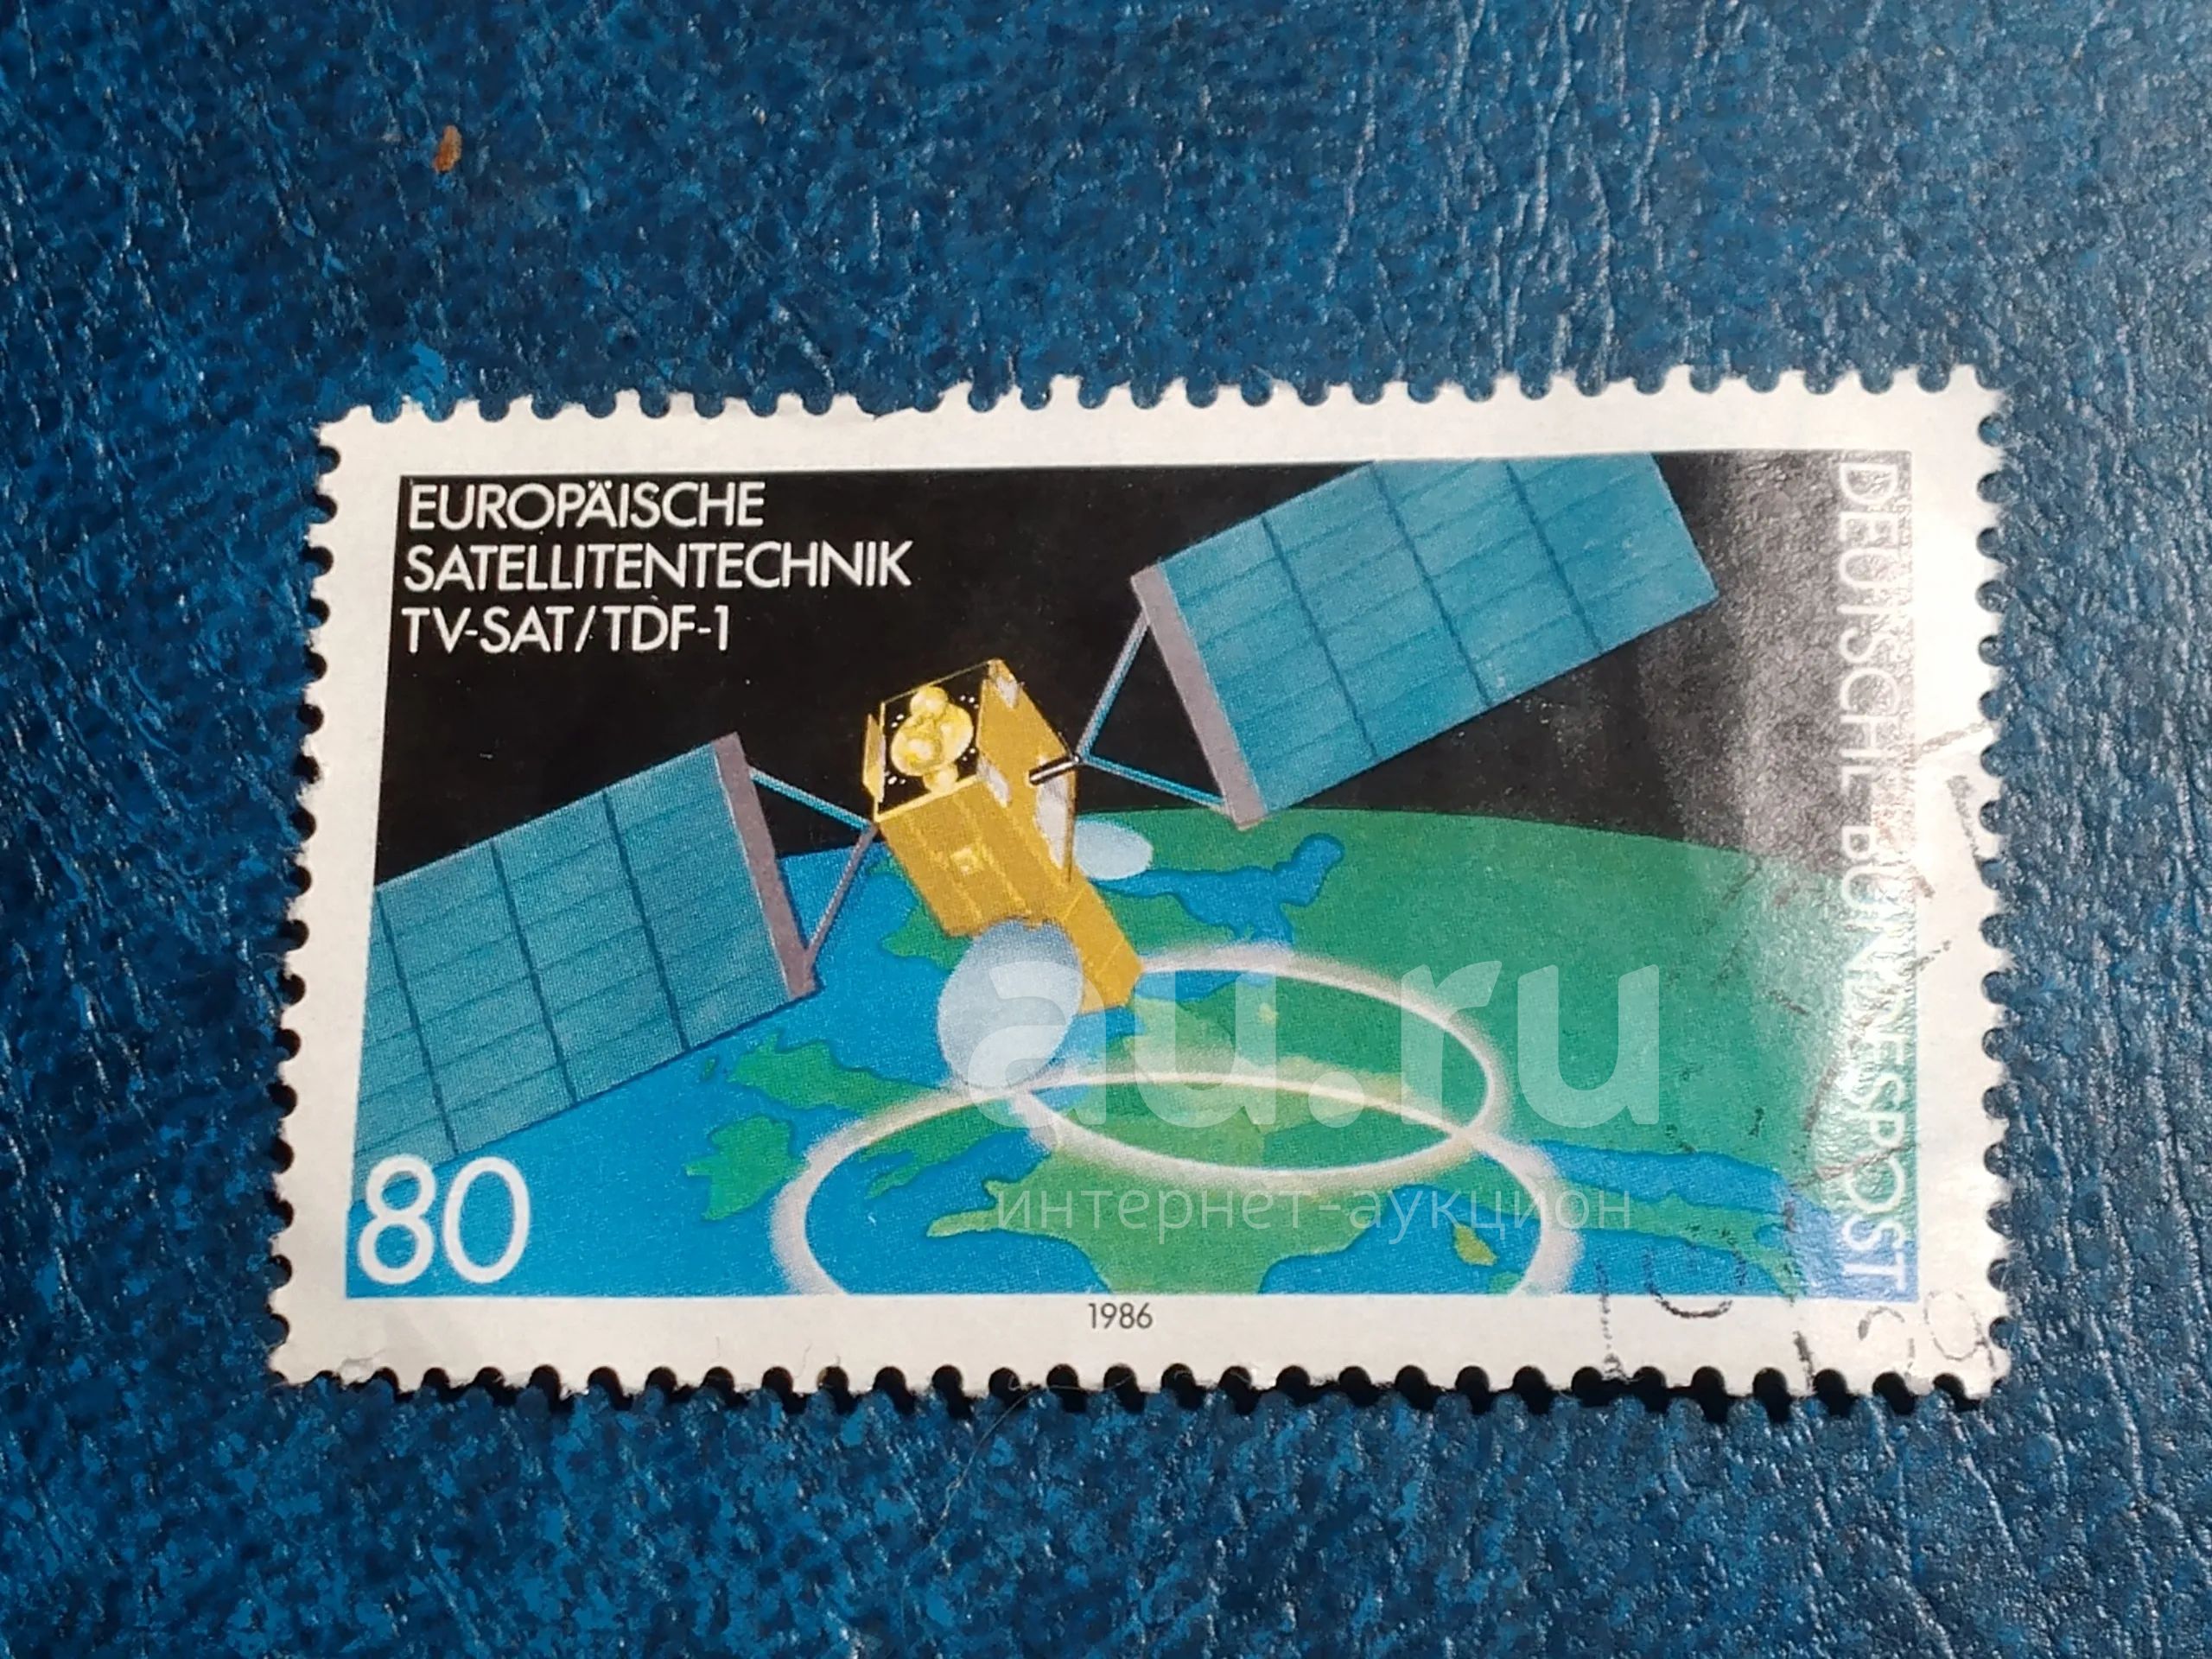 EUROPÄISCHE
SATELLITENTECHNIK
TV-SAT/TDF-1
DEUTSCHE BUNDESPOST
au.ru
интернет-аукцион
80
1986